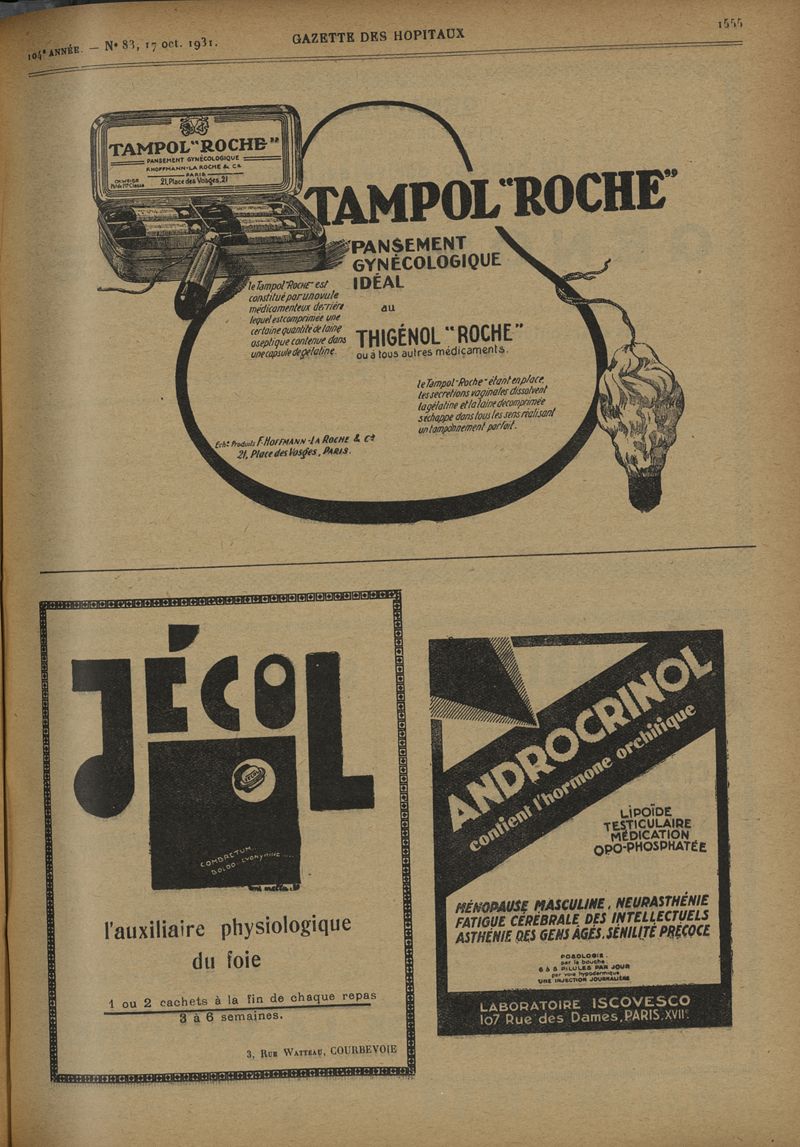 104e ANNÉE. — N° 83, 17 oct. 1931.
GAZETTE DES HOPITAUX
1555
TAMPOL "ROCHE"
PANSEMENT GYNÉCOLOGIQUE
F. HOFFMANN-LA ROCHE & Cie
PARIS
21, Place des Vosges, 21
TAMPOL "ROCHE"
PANSEMENT
GYNÉCOLOGIQUE
IDÉAL
au
THIGÉNOL "ROCHE"
ou à tous autres médicaments.
le Tampol "Roche" est
constitué par un ovule
médicamenteux derrière
lequel est comprimée une
certaine quantité de laine
aseptique contenue dans
une capsule de gélatine.
le Tampol "Roche" étant en place,
les secrétions vaginales dissolvent
la gélatine et la laine decomprimée
s'échappe dans tous les sens réalisant
un tamponnement parfait.
Echts Produits F. HOFFMANN-LA ROCHE & Cie
21, Place des Vosges, PARIS.
JÉCOL
COMBRETUM..
BOLDO EVONYMINE ....
l'auxiliaire physiologique
du foie
1 ou 2 cachets à la fin de chaque repas
3 à 6 semaines.
3, RUE WATTEAU, COURBEVOIE
ANDROCRINOL
contient l'hormone orchitique
LIPOÏDE
TESTICULAIRE
MÉDICATION
OPO-PHOSPHATÉE
MÉNOPAUSE MASCULINE, NEURASTHÉNIE
FATIGUE CÉRÉBRALE DES INTELLECTUELS
ASTHÉNIE DES GENS ÂGÉS. SÉNILITÉ PRÉCOCE
POSOLOGIE.
par la bouche.
6 à 8 PILULES PAR JOUR
par voie hypodermique
UNE INJECTION JOURNALIÈRE
LABORATOIRE ISCOVESCO
107 Rue des Dames, PARIS. XVIIe.